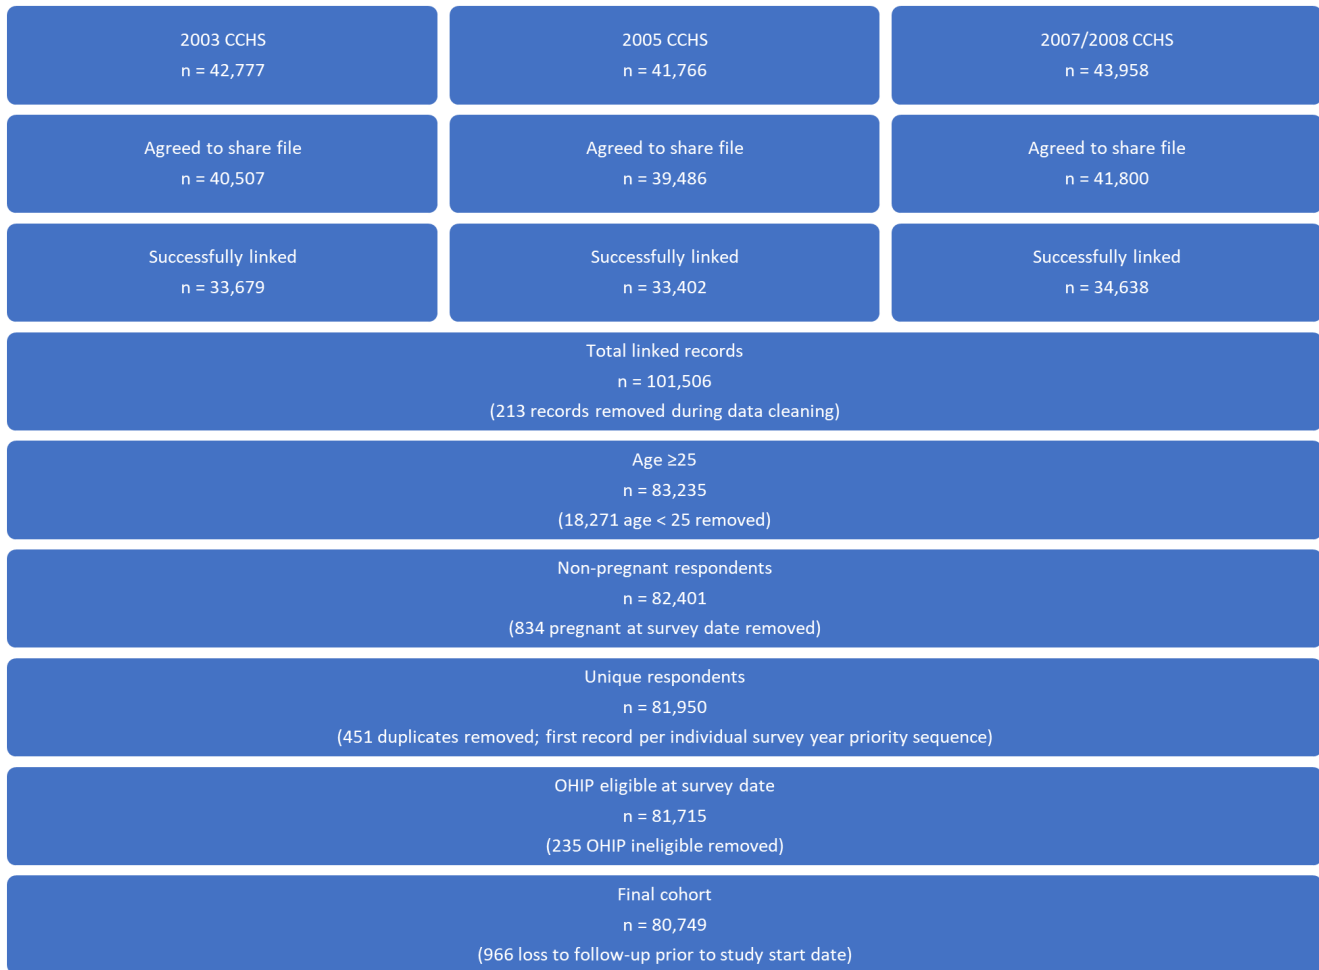 2003 CCHS
n = 42,777
2005 CCHS
n = 41,766
2007/2008 CCHS
n = 43,958
Agreed to share file
n = 40,507
Agreed to share file
n = 39,486
Agreed to share file
n = 41,800
Successfully linked
n = 33,679
Successfully linked
n = 33,402
Successfully linked
n = 34,638
Total linked records
n = 101,506
(213 records removed during data cleaning)
Age ≥25
n = 83,235
(18,271 age < 25 removed)
Non-pregnant respondents
n = 82,401
(834 pregnant at survey date removed)
Unique respondents
n = 81,950
(451 duplicates removed; first record per individual survey year priority sequence)
OHIP eligible at survey date
n = 81,715
(235 OHIP ineligible removed)
Final cohort
n = 80,749
(966 loss to follow-up prior to study start date)